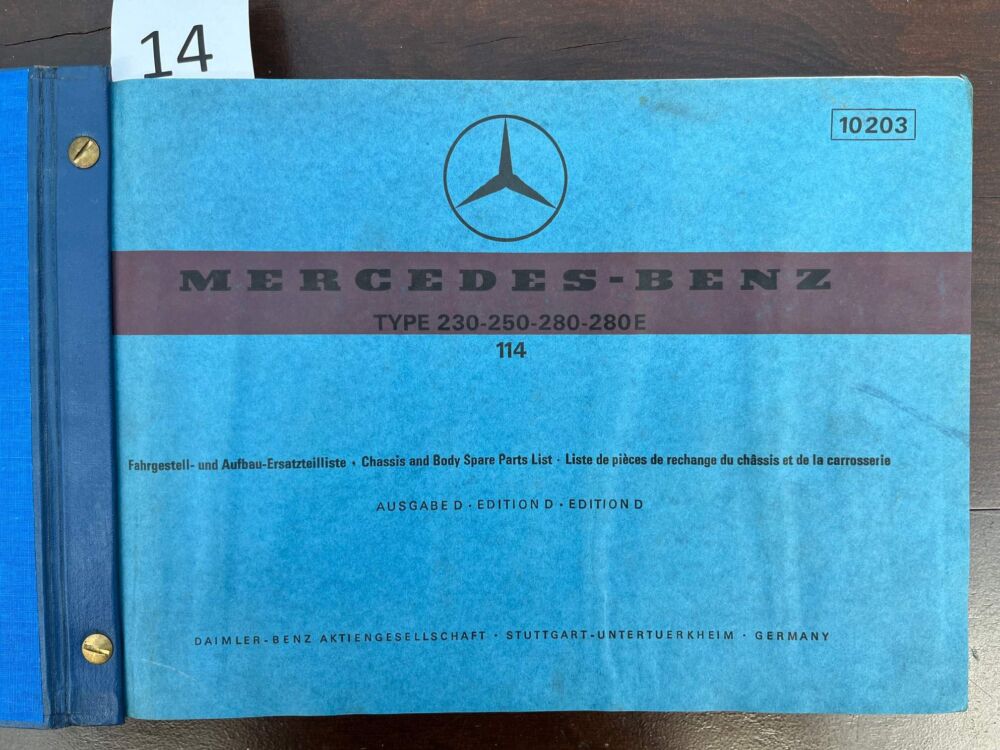 14
10203
MERCEDES-BENZ
TYPE 230-250-280-280E
114
Fahrgestell- und Aufbau-Ersatzteilliste · Chassis and Body Spare Parts List · Liste de pièces de rechange du châssis et de la carrosserie
AUSGABE D · EDITION D · EDITION D
DAIMLER-BENZ AKTIENGESELLSCHAFT · STUTTGART-UNTERTUERKHEIM · GERMANY